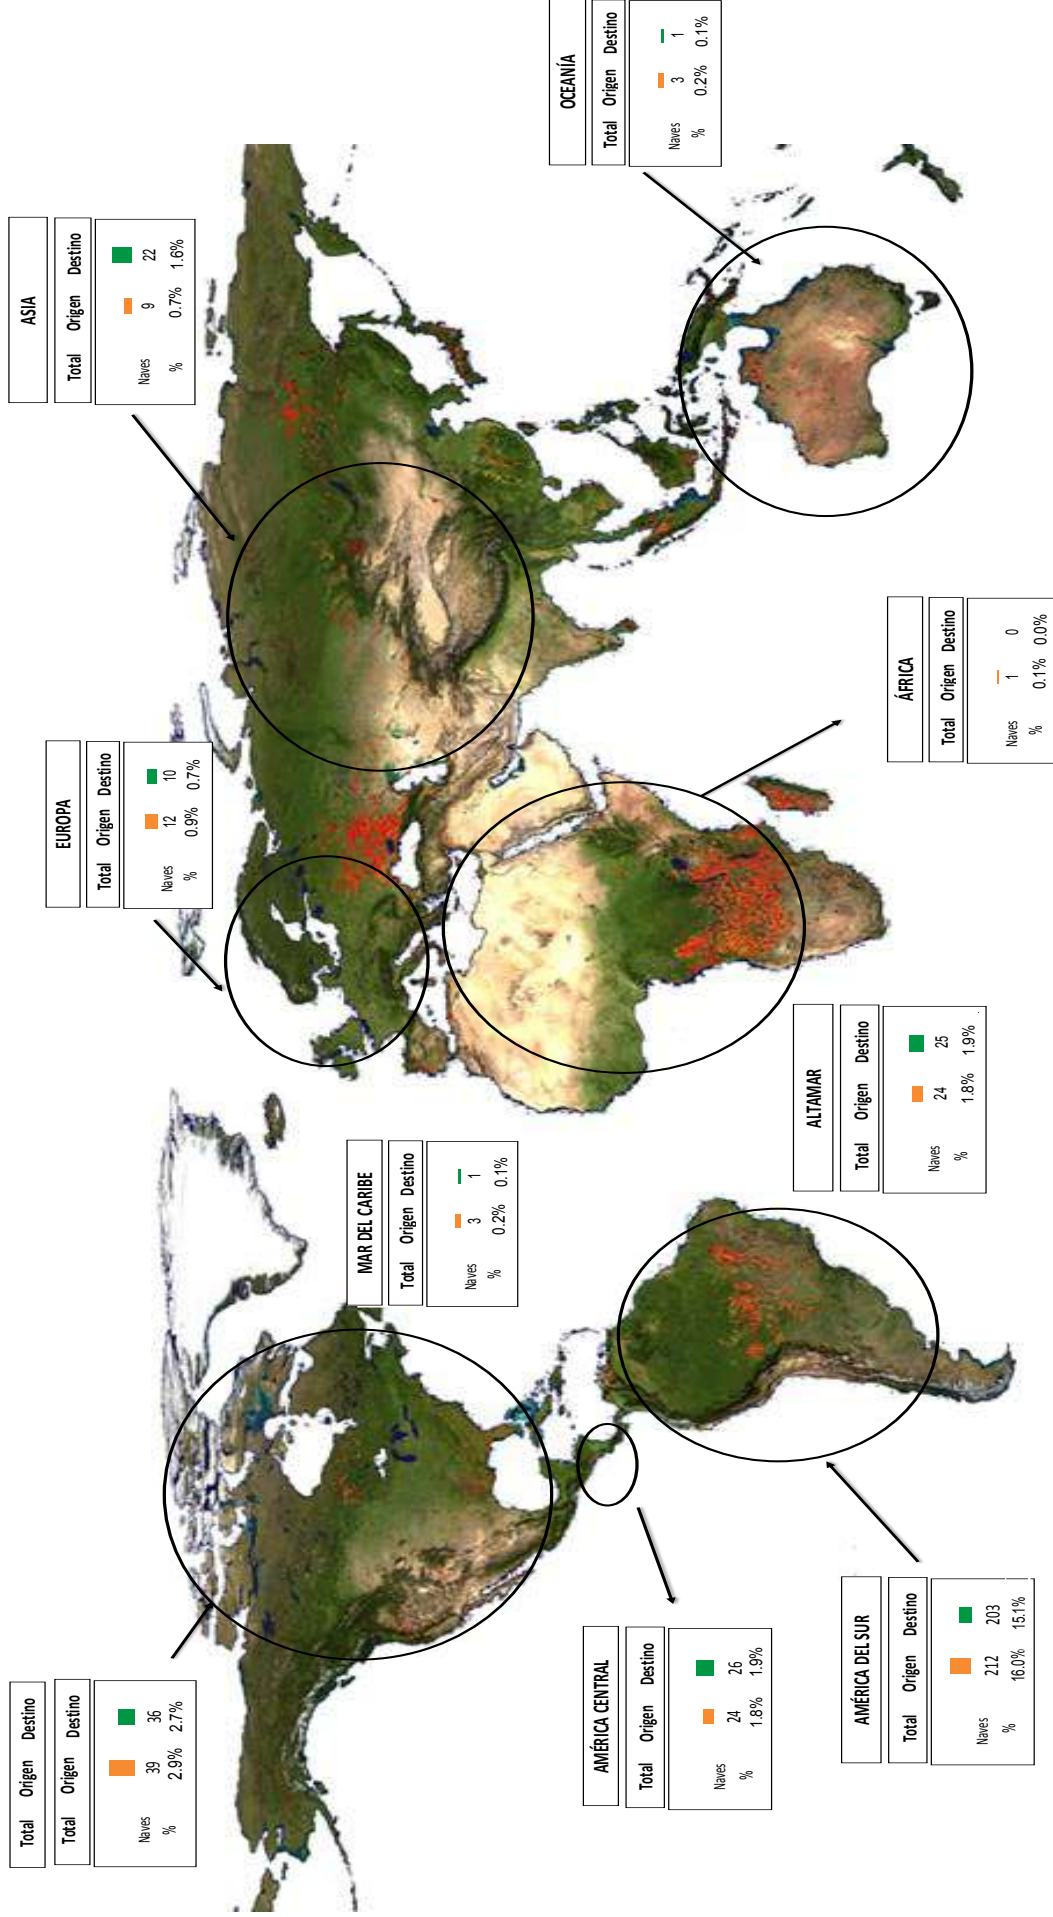 Total Origen Destino
Total Origen Destino
Naves 39 36
% 2.9% 2.7%
MAR DEL CARIBE
Total Origen Destino
Naves 3 1
% 0.2% 0.1%
AMÉRICA CENTRAL
Total Origen Destino
Naves 24 26
% 1.8% 1.9%
AMÉRICA DEL SUR
Total Origen Destino
Naves 212 203
% 16.0% 15.1%
ALTAMAR
Total Origen Destino
Naves 24 25
% 1.8% 1.9%
EUROPA
Total Origen Destino
Naves 12 10
% 0.9% 0.7%
ÁFRICA
Total Origen Destino
Naves 1 0
% 0.1% 0.0%
ASIA
Total Origen Destino
Naves 9 22
% 0.7% 1.6%
OCEANÍA
Total Origen Destino
Naves 3 1
% 0.2% 0.1%